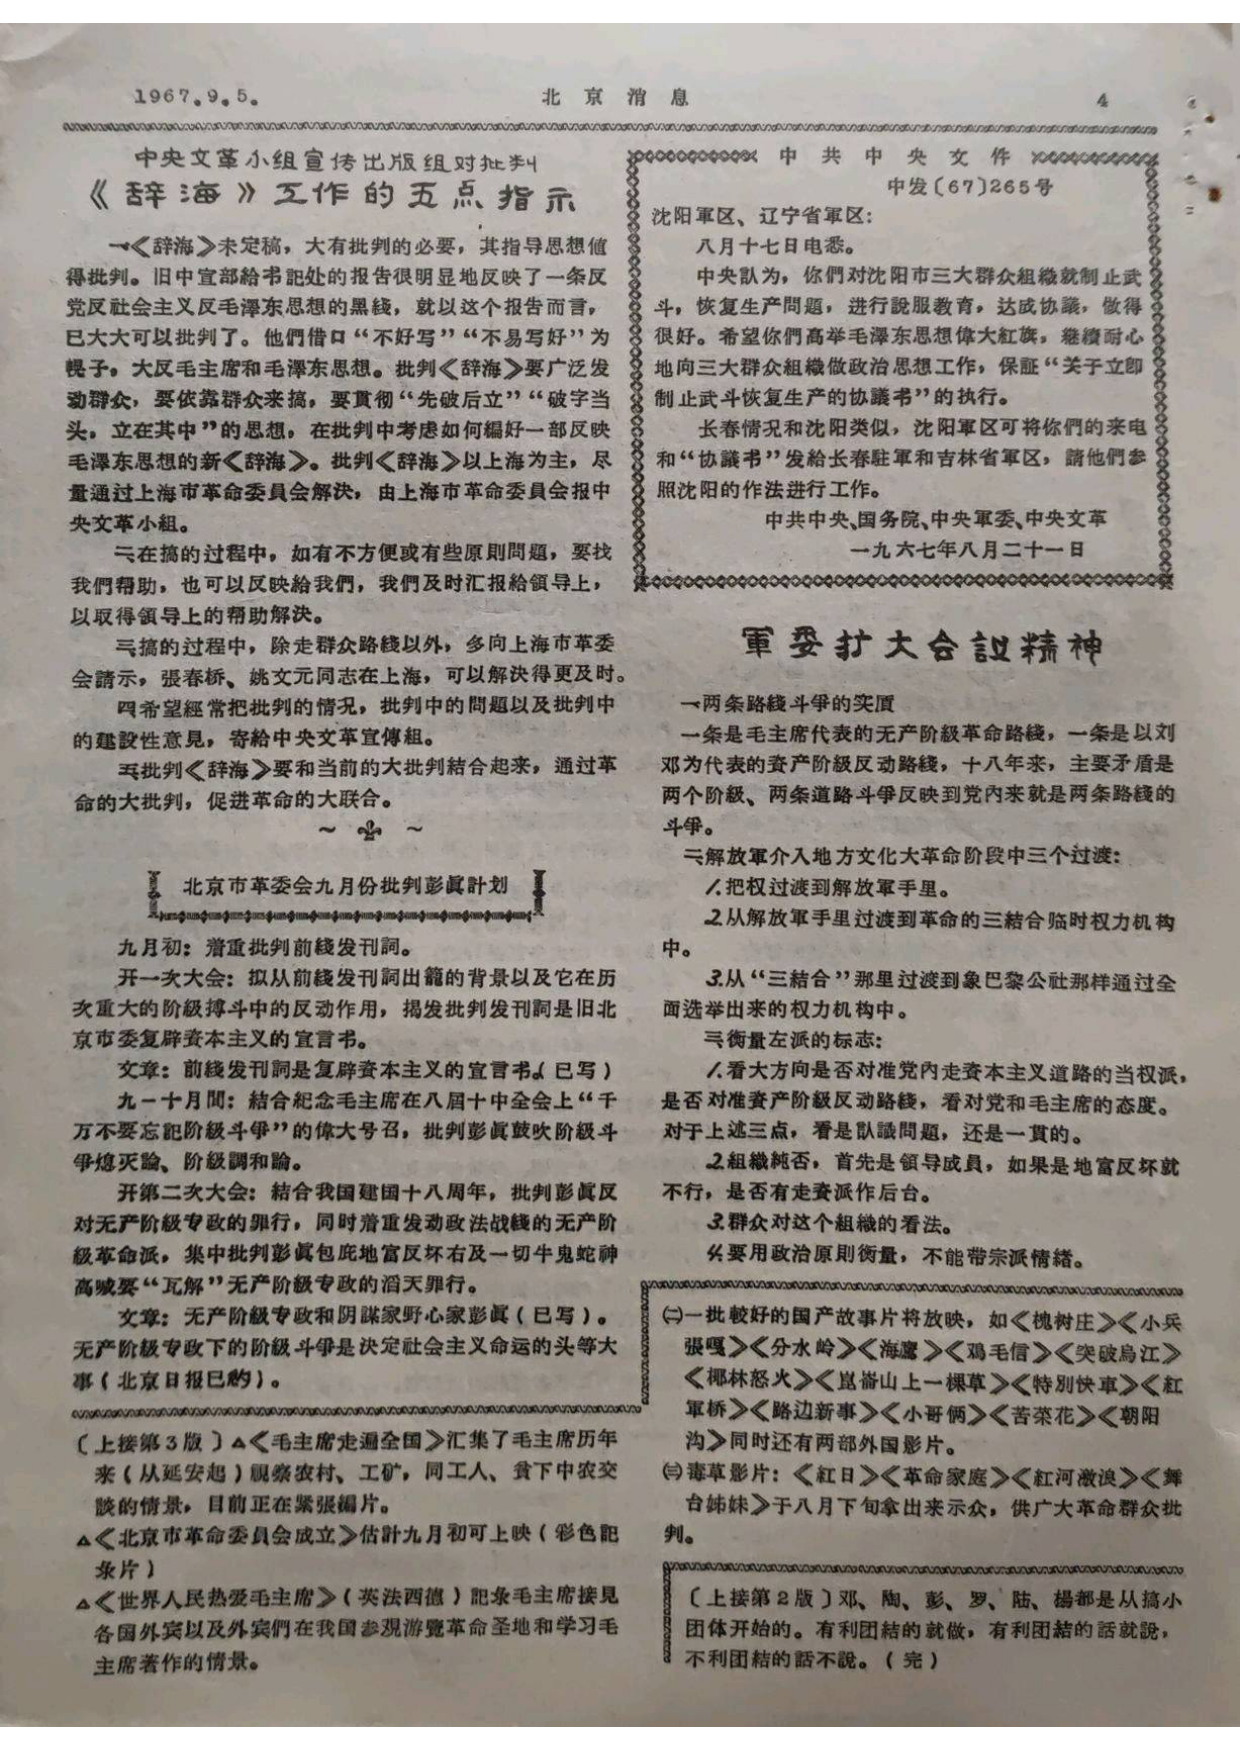 1967.9.5.
北京消息
4
中央文革小组宣传出版组对批判
《辞海》工作的五点指示
一《辞海》未定稿，大有批判的必要，其指导思想值
得批判。旧中宣部給书記处的报告很明显地反映了一条反
党反社会主义反毛澤东思想的黑綫，就以这个报告而言，
已大大可以批判了。他們借口“不好写”“不易写好”为
幌子，大反毛主席和毛澤东思想。批判《辞海》要广泛发
动群众，要依靠群众来搞，要貫彻“先破后立”“破字当
头，立在其中”的思想，在批判中考虑如何編好一部反映
毛澤东思想的新《辞海》。批判《辞海》以上海为主，尽
量通过上海市革命委員会解决，由上海市革命委員会报中
央文革小組。
二在搞的过程中，如有不方便或有些原則問題，要找
我們帮助，也可以反映給我們，我們及时汇报給領导上，
以取得領导上的帮助解决。
三搞的过程中，除走群众路綫以外，多向上海市革委
会請示，張春桥、姚文元同志在上海，可以解决得更及时。
四希望經常把批判的情况，批判中的問題以及批判中
的建設性意見，寄給中央文革宣傳組。
五批判《辞海》要和当前的大批判結合起来，通过革
命的大批判，促进革命的大联合。
北京市革委会九月份批判彭眞計划
九月初：着重批判前綫发刊詞。
开一次大会：拟从前綫发刊詞出籠的背景以及它在历
次重大的阶級搏斗中的反动作用，揭发批判发刊詞是旧北
京市委复辟資本主义的宣言书。
文章：前綫发刊詞是复辟資本主义的宣言书。（已写）
九－十月間：結合紀念毛主席在八届十中全会上“千
万不要忘記阶級斗爭”的偉大号召，批判彭眞鼓吹阶級斗
爭熄灭論、阶級調和論。
开第二次大会：結合我国建国十八周年，批判彭眞反
对无产阶級专政的罪行，同时着重发动政法战綫的无产阶
級革命派，集中批判彭眞包庇地富反坏右及一切牛鬼蛇神
高喊要“瓦解”无产阶級专政的滔天罪行。
文章：无产阶級专政和阴謀家野心家彭眞（已写）。
无产阶級专政下的阶級斗爭是决定社会主义命运的头等大
事（北京日报已約）。
〔上接第3版〕△《毛主席走遍全国》汇集了毛主席历年
来（从延安起）視察农村、工矿，同工人、貧下中农交
談的情景，目前正在紧張編片。
△《北京市革命委員会成立》估計九月初可上映（彩色記
彔片）
△《世界人民热爱毛主席》（英法西德）記彔毛主席接見
各国外宾以及外宾們在我国参观游覽革命圣地和学习毛
主席著作的情景。
中共中央文件
中发〔67〕265号
沈阳軍区、辽宁省軍区：
八月十七日电悉。
中央認为，你們对沈阳市三大群众組織就制止武
斗，恢复生产問題，进行說服教育，达成协議，做得
很好。希望你們高举毛澤东思想偉大紅旗，継續耐心
地向三大群众組織做政治思想工作，保証“关于立卽
制止武斗恢复生产的协議书”的执行。
长春情况和沈阳类似，沈阳軍区可将你們的来电
和“协議书”发給长春駐軍和吉林省軍区，請他們参
照沈阳的作法进行工作。
中共中央、国务院、中央軍委、中央文革
一九六七年八月二十一日
軍委扩大会議精神
一两条路綫斗爭的实质
一条是毛主席代表的无产阶級革命路綫，一条是以刘
邓为代表的資产阶級反动路綫，十八年来，主要矛盾是
两个阶級、两条道路斗爭反映到党內来就是两条路綫的
斗爭。
二解放軍介入地方文化大革命阶段中三个过渡：
1.把权过渡到解放軍手里。
2.从解放軍手里过渡到革命的三結合临时权力机构
中。
3.从“三結合”那里过渡到象巴黎公社那样通过全
面选举出来的权力机构中。
三衡量左派的标志：
1.看大方向是否对准党內走資本主义道路的当权派，
是否对准資产阶級反动路綫，看对党和毛主席的态度。
对于上述三点，看是認識問題，还是一貫的。
2.組織純否，首先是領导成員，如果是地富反坏就
不行，是否有走資派作后台。
3.群众对这个組織的看法。
4.要用政治原則衡量，不能带宗派情緒。
㈡一批較好的国产故事片将放映，如《槐树庄》《小兵
張嘎》《分水岭》《海鷹》《鸡毛信》《突破烏江》
《椰林怒火》《崑崙山上一棵草》《特別快車》《紅
軍桥》《路边新事》《小哥俩》《苦菜花》《朝阳
沟》同时还有两部外国影片。
㈢毒草影片：《紅日》《革命家庭》《紅河激浪》《舞
台姊妹》于八月下旬拿出来示众，供广大革命群众批
判。
〔上接第2版〕邓、陶、彭、罗、陆、楊都是从搞小
团体开始的。有利团結的就做，有利团結的話就說，
不利团結的話不說。（完）